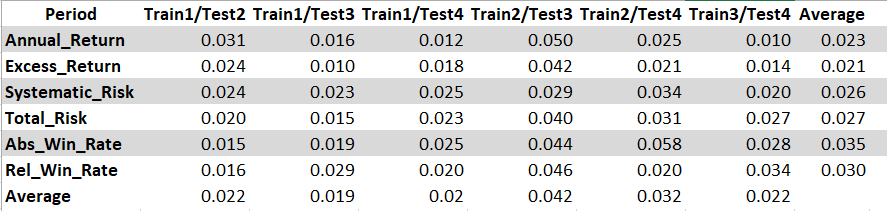 Period Train1/Test2 Train1/Test3 Train1/Test4 Train2/Test3 Train2/Test4 Train3/Test4 Average
Annual_Return 0.031 0.016 0.012 0.050 0.025 0.010 0.023
Excess_Return 0.024 0.010 0.018 0.042 0.021 0.014 0.021
Systematic_Risk 0.024 0.023 0.025 0.029 0.034 0.020 0.026
Total_Risk 0.020 0.015 0.023 0.040 0.031 0.027 0.027
Abs_Win_Rate 0.015 0.019 0.025 0.044 0.058 0.028 0.035
Rel_Win_Rate 0.016 0.029 0.020 0.046 0.020 0.034 0.030
Average 0.022 0.019 0.02 0.042 0.032 0.022